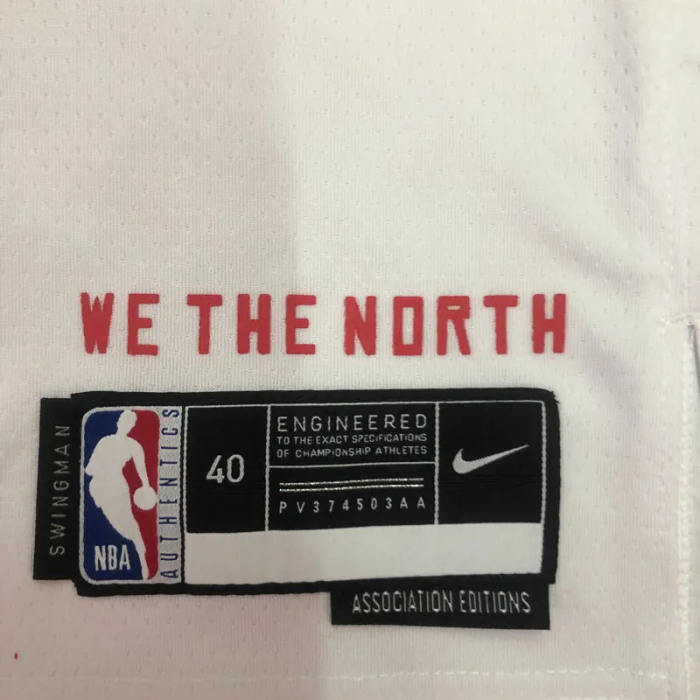 WE THE NORTH
SWINGMAN
NBA
AUTHENTICS
40
ENGINEERED
TO THE EXACT SPECIFICATIONS
OF CHAMPIONSHIP ATHLETES
PV374503AA
ASSOCIATION EDITIONS